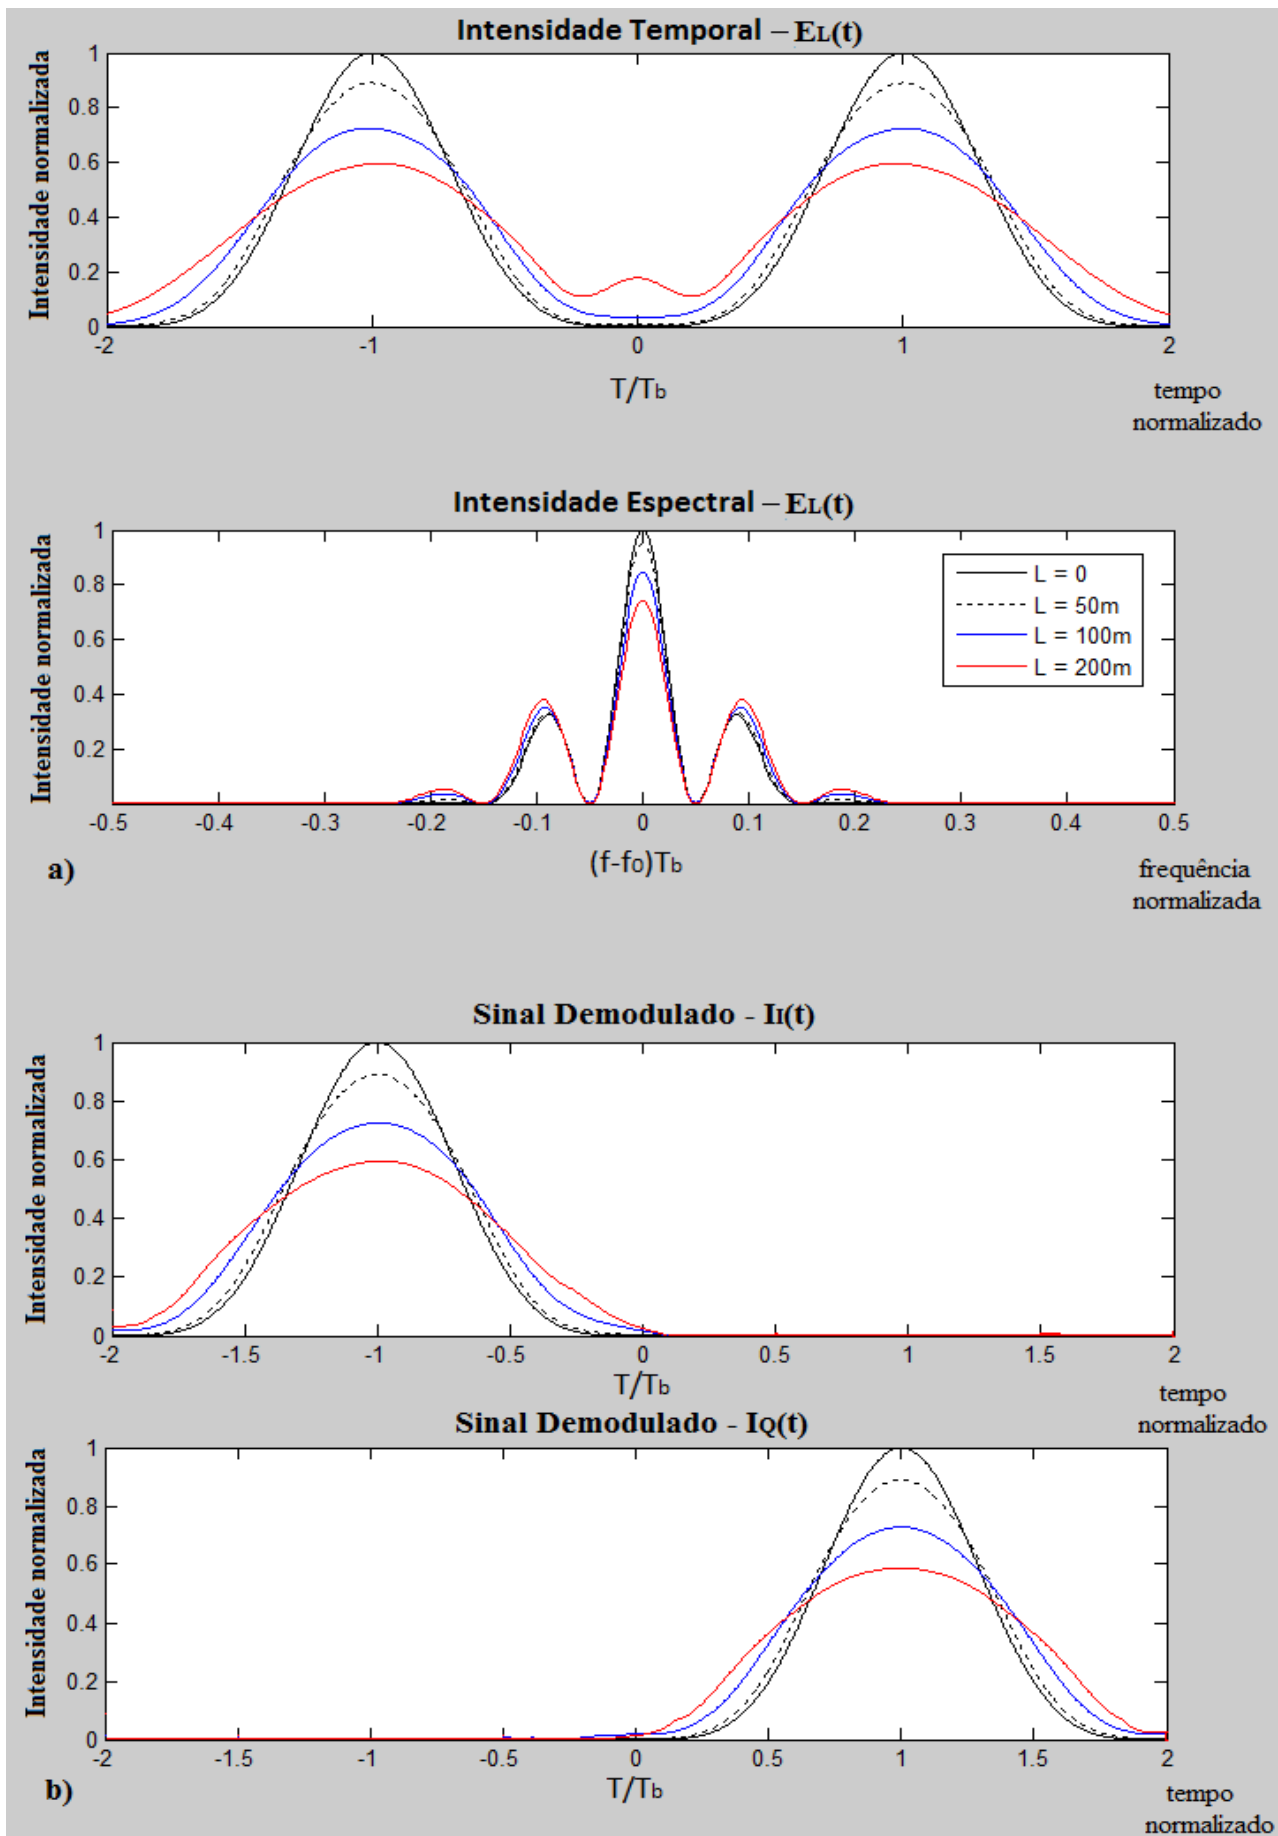 Intensidade Temporal – EL(t)
Intensidade normalizada
1
0.8
0.6
0.4
0.2
0
-2 -1 0 1 2
T/Tb
tempo
normalizado
Intensidade Espectral – EL(t)
Intensidade normalizada
1
0.8
0.6
0.4
0.2
L = 0
L = 50m
L = 100m
L = 200m
-0.5 -0.4 -0.3 -0.2 -0.1 0 0.1 0.2 0.3 0.4 0.5
(f-f0)Tb
a)
frequência
normalizada
Sinal Demodulado - II(t)
Intensidade normalizada
1
0.8
0.6
0.4
0.2
0
-2 -1.5 -1 -0.5 0 0.5 1 1.5 2
T/Tb
tempo
normalizado
Sinal Demodulado - IQ(t)
Intensidade normalizada
1
0.8
0.6
0.4
0.2
0
-2 -1.5 -1 -0.5 0 0.5 1 1.5 2
T/Tb
b)
tempo
normalizado